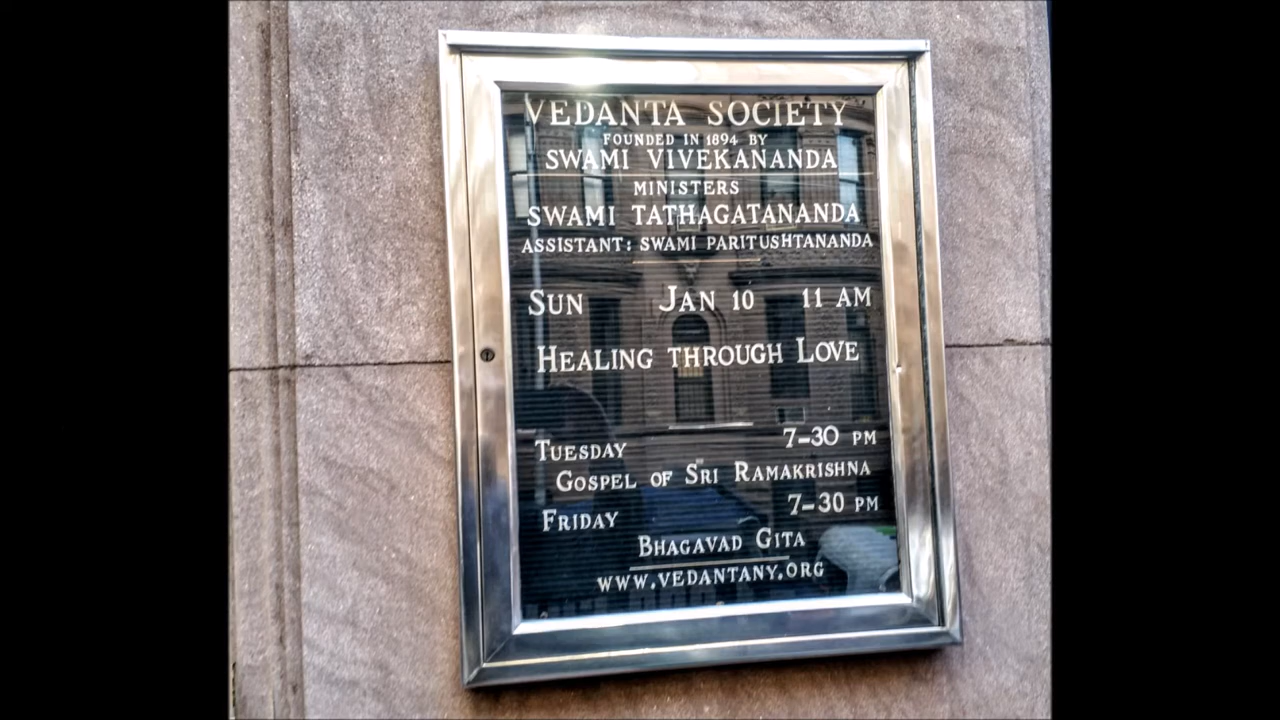 VEDANTA SOCIETY
FOUNDED IN 1894 BY
SWAMI VIVEKANANDA
MINISTERS
SWAMI TATHAGATANANDA
ASSISTANT: SWAMI PARITUSHTANANDA
SUN JAN 10 11 AM
HEALING THROUGH LOVE
TUESDAY 7-30 PM
GOSPEL OF SRI RAMAKRISHNA
FRIDAY 7-30 PM
BHAGAVAD GITA
WWW.VEDANTANY.ORG